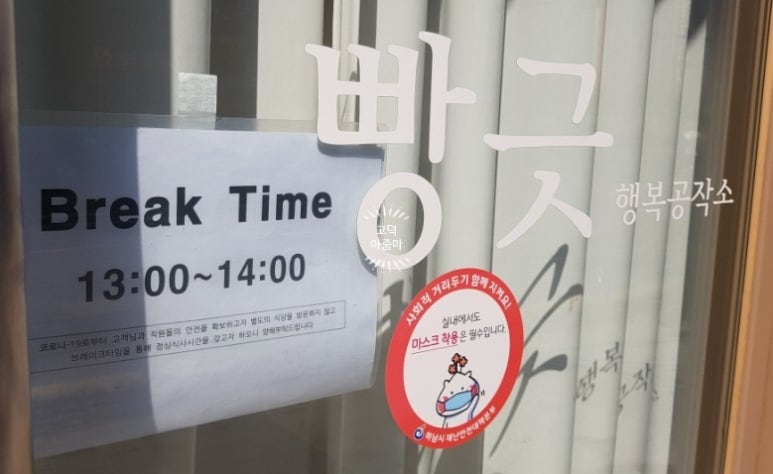 빵긋
행복공작소
Break Time
13:00~14:00
코로나-19로부터 고객님과 직원들의 안전을 확보하고자 별도의 식당을 방문하지 않고
브레이크타임을 통해 점심식사시간을 갖고자 하오니 양해부탁드립니다.
고덕
아줌마
사회적 거리두기 함께 지켜요!
실내에서도
마스크 착용은 필수입니다.
하남시재난안전대책본부
행복
공작